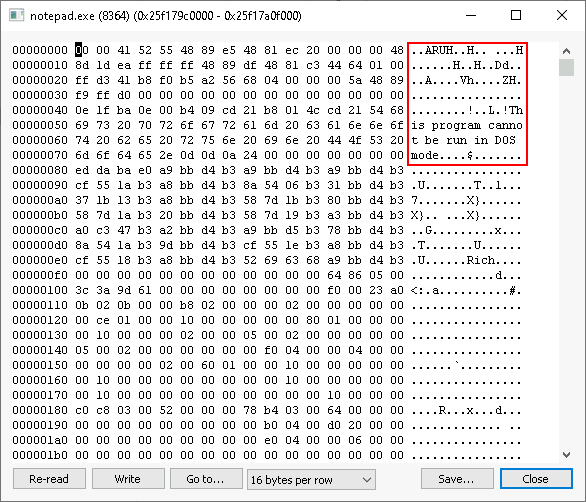 notepad.exe (8364) (0x25f179c0000 - 0x25f17a0f000)
00000000 00 00 41 52 55 48 89 e5 48 81 ec 20 00 00 00 48 ..ARUH..H.. ...H
00000010 8d 1d ea ff ff ff 48 89 df 48 81 c3 44 64 01 00 ......H..H..Dd..
00000020 ff d3 41 b8 f0 b5 a2 56 68 04 00 00 00 5a 48 89 ..A....Vh....ZH.
00000030 f9 ff d0 00 00 00 00 00 00 00 00 00 f0 00 00 00 ................
00000040 0e 1f ba 0e 00 b4 09 cd 21 b8 01 4c cd 21 54 68 ........!..L.!Th
00000050 69 73 20 70 72 6f 67 72 61 6d 20 63 61 6e 6e 6f is program canno
00000060 74 20 62 65 20 72 75 6e 20 69 6e 20 44 4f 53 20 t be run in DOS
00000070 6d 6f 64 65 2e 0d 0d 0a 24 00 00 00 00 00 00 00 mode....$.......
00000080 ed da ba e0 a9 bb d4 b3 a9 bb d4 b3 a9 bb d4 b3 ................
00000090 cf 55 1a b3 a8 bb d4 b3 8a 54 06 b3 31 bb d4 b3 .U.......T..1...
000000a0 37 1b 13 b3 a8 bb d4 b3 58 7d 1b b3 80 bb d4 b3 7.......X}......
000000b0 58 7d 1a b3 20 bb d4 b3 58 7d 19 b3 a3 bb d4 b3 X}.. ...X}......
000000c0 a0 c3 47 b3 a2 bb d4 b3 a9 bb d5 b3 78 bb d4 b3 ..G.........x...
000000d0 8a 54 1a b3 9d bb d4 b3 cf 55 1e b3 a8 bb d4 b3 .T.......U......
000000e0 cf 55 19 b3 a8 bb d4 b3 52 69 63 68 a9 bb d4 b3 .U......Rich....
000000f0 00 00 00 00 00 00 00 00 00 00 00 00 64 86 05 00 ............d...
00000100 3c 3a 9d 61 00 00 00 00 00 00 00 00 f0 00 23 a0 <:.a..........#.
00000110 0b 02 0b 00 00 b8 02 00 00 00 02 00 00 00 00 00 ................
00000120 00 ce 01 00 00 10 00 00 00 00 00 80 01 00 00 00 ................
00000130 00 10 00 00 00 02 00 00 05 00 02 00 00 00 00 00 ................
00000140 05 00 02 00 00 00 00 00 00 f0 04 00 00 04 00 00 ................
00000150 00 00 00 00 02 00 60 01 00 00 10 00 00 00 00 00 ......`.........
00000160 00 10 00 00 00 00 00 00 00 00 10 00 00 00 00 00 ................
00000170 00 10 00 00 00 00 00 00 00 00 00 00 10 00 00 00 ................
00000180 c0 c8 03 00 52 00 00 00 78 b4 03 00 64 00 00 00 ....R...x...d...
00000190 00 00 00 00 00 00 00 00 00 b0 04 00 d0 20 00 00 ............. ..
000001a0 00 00 00 00 00 00 00 00 00 e0 04 00 00 06 00 00 ................
000001b0 00 00 00 00 00 00 00 00 00 00 00 00 00 00 00 00 ................
Re-read Write Go to... 16 bytes per row Save... Close